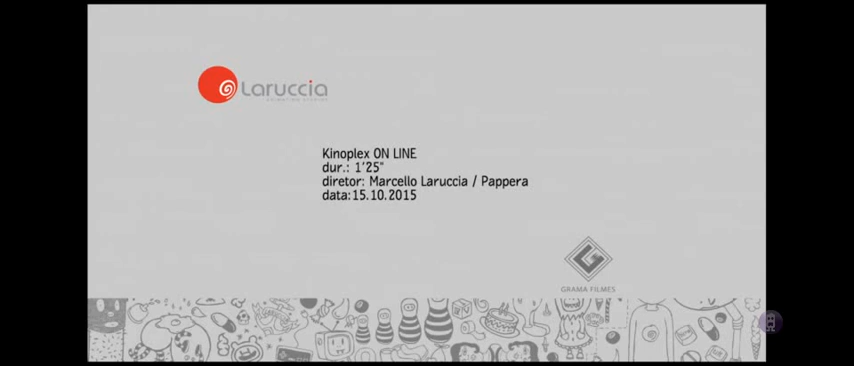 Laruccia
ANIMATION STUDIOS
Kinoplex ON LINE
dur.: 1'25"
diretor: Marcello Laruccia / Pappera
data:15.10.2015
G
GRAMA FILMES